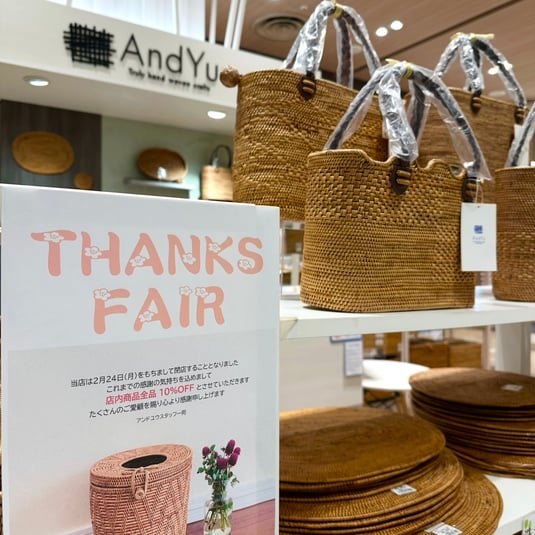 AndYu
Truly hand woven crafts
THANKS
FAIR
当店は2月24日(月)をもちまして閉店することとなりました
これまでの感謝の気持ちを込めまして
店内商品全品 10%OFF とさせていただきます
たくさんのご愛顧を賜り心より感謝申し上げます
アンドユウスタッフ一同
AndYu